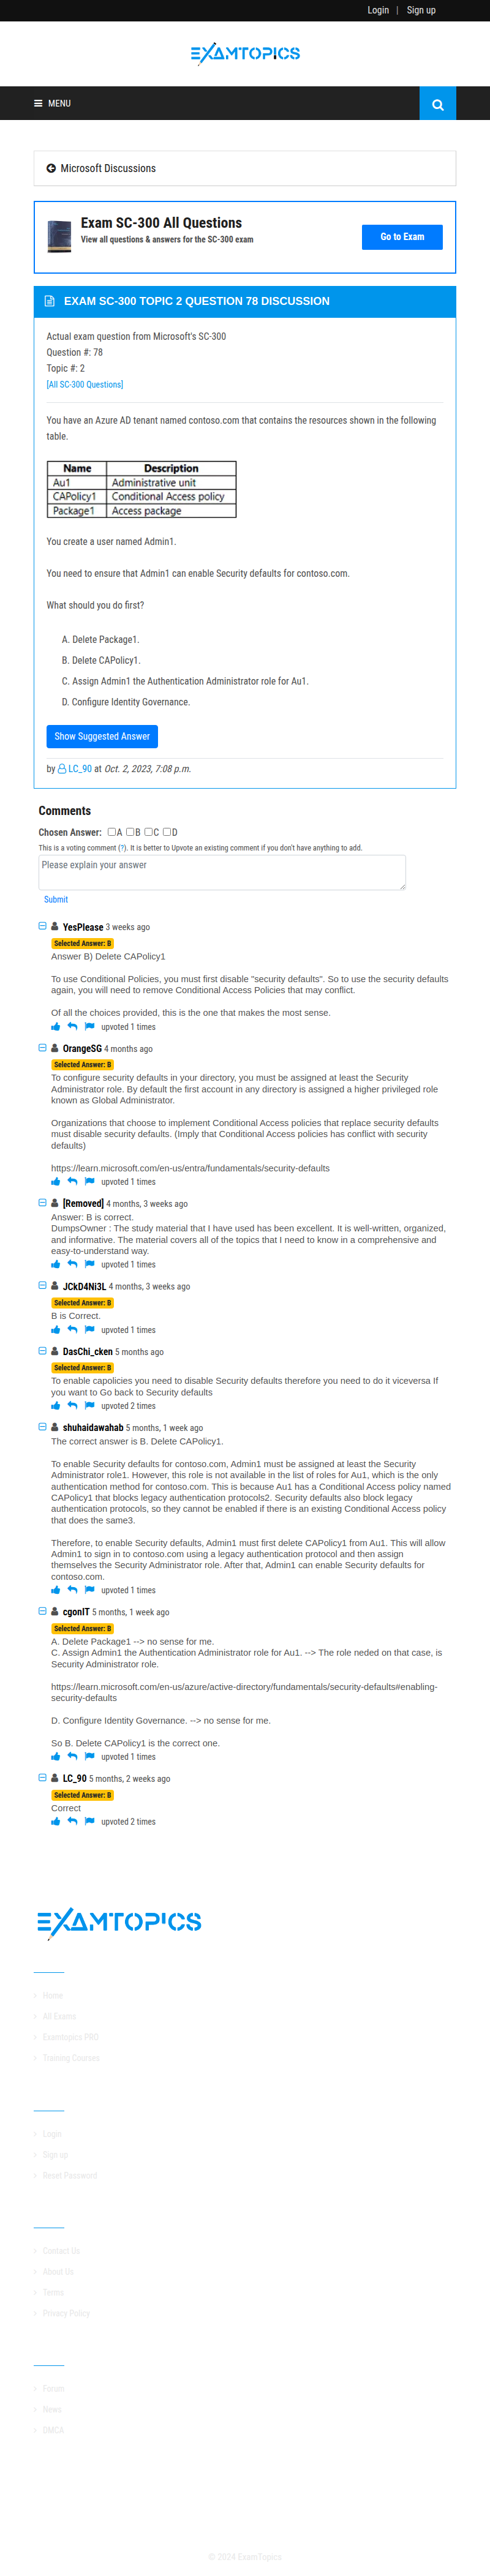 Login | Sign up
EXAMTOPICS
MENU
Microsoft Discussions
Exam SC-300 All Questions
View all questions & answers for the SC-300 exam
Go to Exam
EXAM SC-300 TOPIC 2 QUESTION 78 DISCUSSION
Actual exam question from Microsoft's SC-300
Question #: 78
Topic #: 2
[All SC-300 Questions]
You have an Azure AD tenant named contoso.com that contains the resources shown in the following
table.
Name Description
Au1 Administrative unit
CAPolicy1 Conditional Access policy
Package1 Access package
You create a user named Admin1.
You need to ensure that Admin1 can enable Security defaults for contoso.com.
What should you do first?
A. Delete Package1.
B. Delete CAPolicy1.
C. Assign Admin1 the Authentication Administrator role for Au1.
D. Configure Identity Governance.
Show Suggested Answer
by LC_90 at Oct. 2, 2023, 7:08 p.m.
Comments
Chosen Answer: A B C D
This is a voting comment (?). It is better to Upvote an existing comment if you don't have anything to add.
Please explain your answer
Submit
YesPlease 3 weeks ago
Selected Answer: B
Answer B) Delete CAPolicy1
To use Conditional Policies, you must first disable "security defaults". So to use the security defaults
again, you will need to remove Conditional Access Policies that may conflict.
Of all the choices provided, this is the one that makes the most sense.
upvoted 1 times
OrangeSG 4 months ago
Selected Answer: B
To configure security defaults in your directory, you must be assigned at least the Security
Administrator role. By default the first account in any directory is assigned a higher privileged role
known as Global Administrator.
Organizations that choose to implement Conditional Access policies that replace security defaults
must disable security defaults. (Imply that Conditional Access policies has conflict with security
defaults)
https://learn.microsoft.com/en-us/entra/fundamentals/security-defaults
upvoted 1 times
[Removed] 4 months, 3 weeks ago
Answer: B is correct.
DumpsOwner : The study material that I have used has been excellent. It is well-written, organized,
and informative. The material covers all of the topics that I need to know in a comprehensive and
easy-to-understand way.
upvoted 1 times
JCkD4Ni3L 4 months, 3 weeks ago
Selected Answer: B
B is Correct.
upvoted 1 times
DasChi_cken 5 months ago
Selected Answer: B
To enable capolicies you need to disable Security defaults therefore you need to do it viceversa If
you want to Go back to Security defaults
upvoted 2 times
shuhaidawahab 5 months, 1 week ago
The correct answer is B. Delete CAPolicy1.
To enable Security defaults for contoso.com, Admin1 must be assigned at least the Security
Administrator role1. However, this role is not available in the list of roles for Au1, which is the only
authentication method for contoso.com. This is because Au1 has a Conditional Access policy named
CAPolicy1 that blocks legacy authentication protocols2. Security defaults also block legacy
authentication protocols, so they cannot be enabled if there is an existing Conditional Access policy
that does the same3.
Therefore, to enable Security defaults, Admin1 must first delete CAPolicy1 from Au1. This will allow
Admin1 to sign in to contoso.com using a legacy authentication protocol and then assign
themselves the Security Administrator role. After that, Admin1 can enable Security defaults for
contoso.com.
upvoted 1 times
cgonIT 5 months, 1 week ago
Selected Answer: B
A. Delete Package1 --> no sense for me.
C. Assign Admin1 the Authentication Administrator role for Au1. --> The role neded on that case, is
Security Administrator role.
https://learn.microsoft.com/en-us/azure/active-directory/fundamentals/security-defaults#enabling-
security-defaults
D. Configure Identity Governance. --> no sense for me.
So B. Delete CAPolicy1 is the correct one.
upvoted 1 times
LC_90 5 months, 2 weeks ago
Selected Answer: B
Correct
upvoted 2 times
EXAMTOPICS
Home
All Exams
Examtopics PRO
Training Courses
Login
Sign up
Reset Password
Contact Us
About Us
Terms
Privacy Policy
Forum
News
DMCA
© 2024 ExamTopics